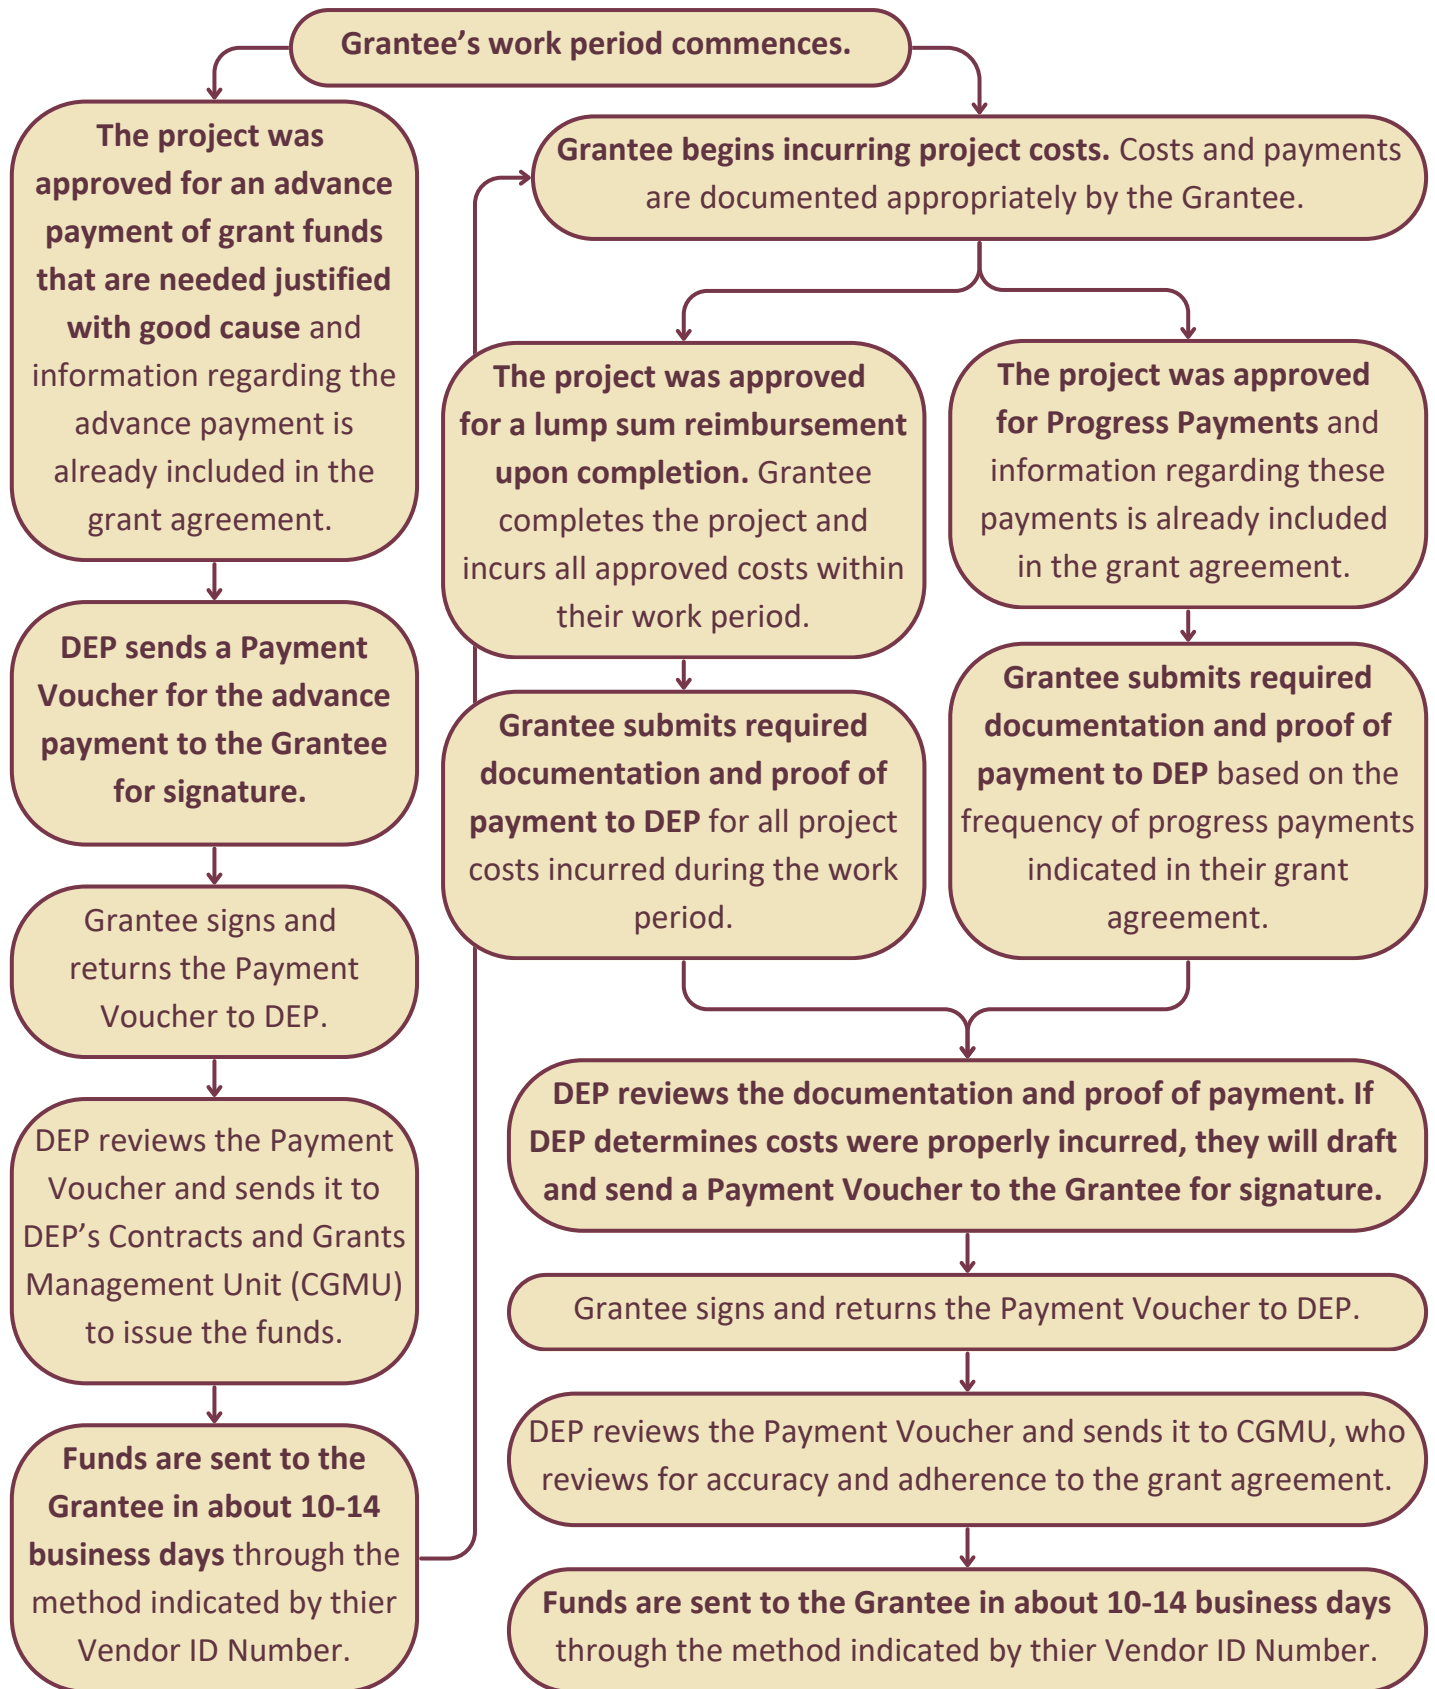 Grantee’s work period commences.
The project was
approved for an advance
payment of grant funds
that are needed justified
with good cause and
information regarding the
advance payment is
already included in the
grant agreement.
DEP sends a Payment
Voucher for the advance
payment to the Grantee
for signature.
Grantee signs and
returns the Payment
Voucher to DEP.
DEP reviews the Payment
Voucher and sends it to
DEP’s Contracts and Grants
Management Unit (CGMU)
to issue the funds.
Funds are sent to the
Grantee in about 10-14
business days through the
method indicated by thier
Vendor ID Number.
Grantee begins incurring project costs. Costs and payments
are documented appropriately by the Grantee.
The project was approved
for a lump sum reimbursement
upon completion. Grantee
completes the project and
incurs all approved costs within
their work period.
Grantee submits required
documentation and proof of
payment to DEP for all project
costs incurred during the work
period.
The project was approved
for Progress Payments and
information regarding these
payments is already included
in the grant agreement.
Grantee submits required
documentation and proof of
payment to DEP based on the
frequency of progress payments
indicated in their grant
agreement.
DEP reviews the documentation and proof of payment. If
DEP determines costs were properly incurred, they will draft
and send a Payment Voucher to the Grantee for signature.
Grantee signs and returns the Payment Voucher to DEP.
DEP reviews the Payment Voucher and sends it to CGMU, who
reviews for accuracy and adherence to the grant agreement.
Funds are sent to the Grantee in about 10-14 business days
through the method indicated by thier Vendor ID Number.